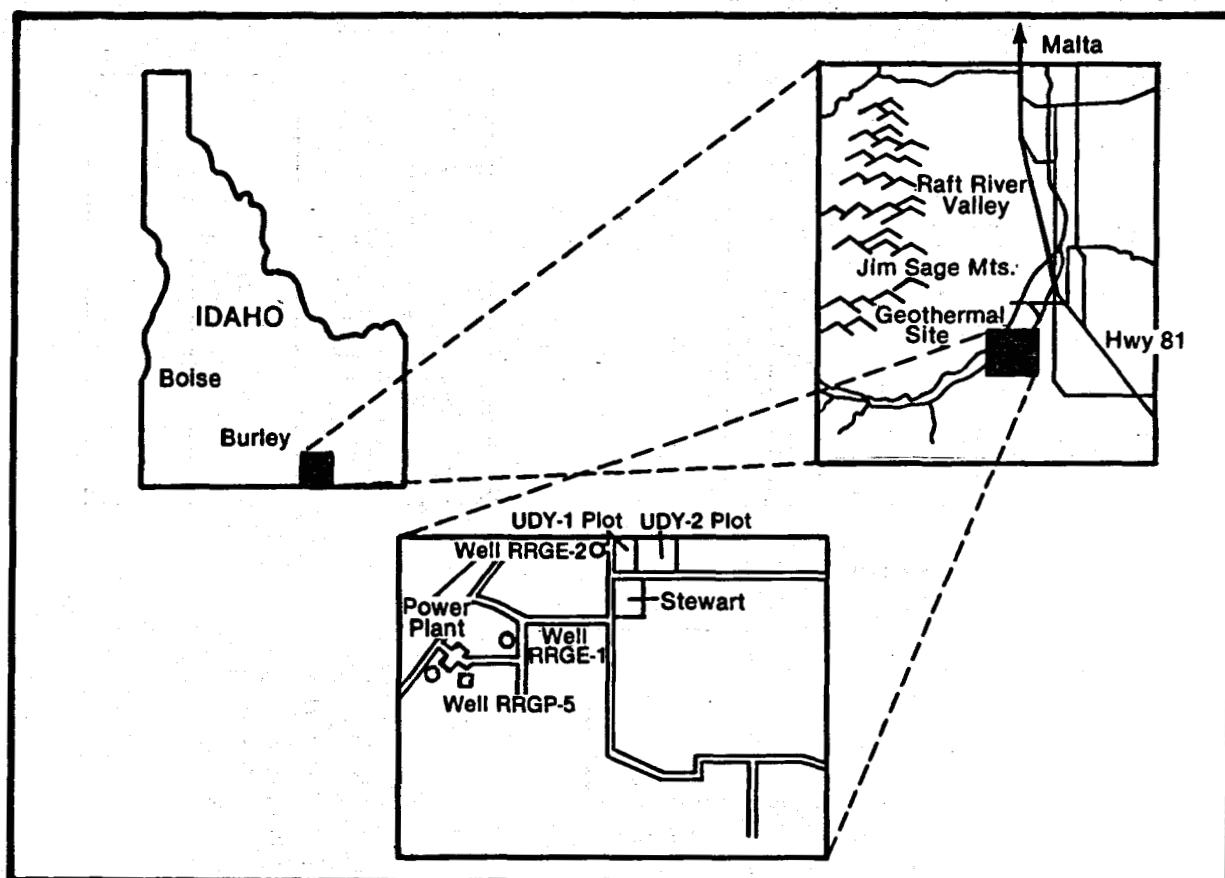 Malta
IDAHO
Boise
Burley
Raft River
Valley
Jim Sage Mts.
Geothermal
Site
Hwy 81
UDY-1 Plot
UDY-2 Plot
Well RRGE-2
Stewart
Power
Plant
Well
RRGE-1
Well RRGP-5